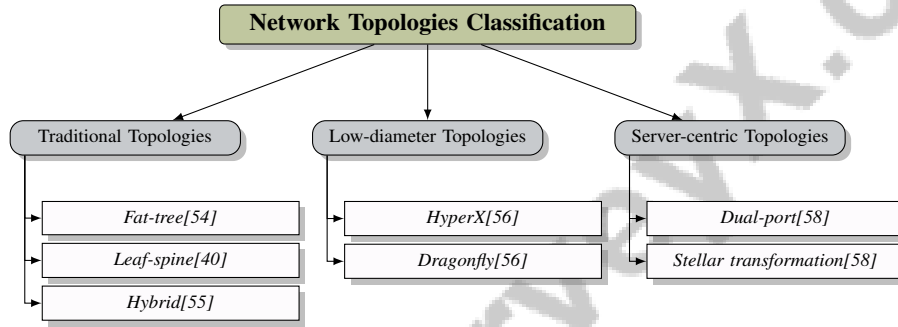 Network Topologies Classification
Traditional Topologies
Low-diameter Topologies
Server-centric Topologies
Fat-tree[54]
HyperX[56]
Dual-port[58]
Leaf-spine[40]
Dragonfly[56]
Stellar transformation[58]
Hybrid[55]